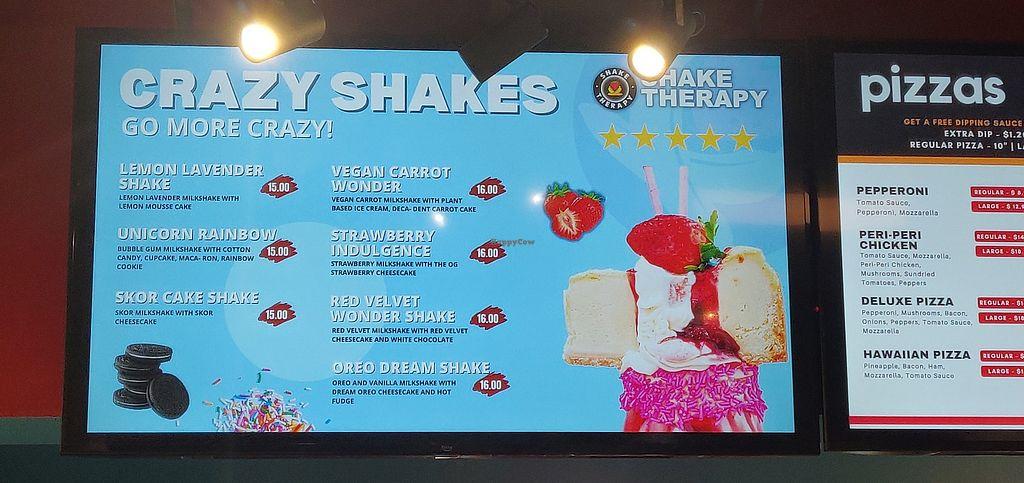 CRAZY SHAKES
GO MORE CRAZY!
SHAKE
THERAPY
SHAKE
THERAPY
LEMON LAVENDER
SHAKE
15.00
LEMON LAVENDER MILKSHAKE WITH
LEMON MOUSSE CAKE
UNICORN RAINBOW
15.00
BUBBLE GUM MILKSHAKE WITH COTTON
CANDY, CUPCAKE, MACA- RON, RAINBOW
COOKIE
SKOR CAKE SHAKE
15.00
SKOR MILKSHAKE WITH SKOR
CHEESECAKE
VEGAN CARROT
WONDER
16.00
VEGAN CARROT MILKSHAKE WITH PLANT
BASED ICE CREAM, DECA- DENT CARROT CAKE
STRAWBERRY
INDULGENCE
16.00
STRAWBERRY MILKSHAKE WITH THE OG
STRAWBERRY CHEESECAKE
RED VELVET
WONDER SHAKE
16.00
RED VELVET MILKSHAKE WITH RED VELVET
CHEESECAKE AND WHITE CHOCOLATE
OREO DREAM SHAKE
16.00
OREO AND VANILLA MILKSHAKE WITH
DREAM OREO CHEESECAKE AND HOT
FUDGE
HappyCow
pizzas
GET A FREE DIPPING SAUCE
EXTRA DIP - $1.2
REGULAR PIZZA - 10" |
PEPPERONI
REGULAR - $
LARGE - $
Tomato Sauce,
Pepperoni, Mozzarella
PERI-PERI
CHICKEN
REGULAR - $
LARGE - $
Tomato Sauce, Mozzarella,
Peri-Peri Chicken,
Mushrooms, Sundried
Tomatoes, Peppers
DELUXE PIZZA
REGULAR - $
LARGE - $
Pepperoni, Mushrooms, Bacon,
Onions, Peppers, Tomato Sauce,
Mozzarella
HAWAIIAN PIZZA
REGULAR - $
LARGE - $
Pineapple, Bacon, Ham,
Mozzarella, Tomato Sauce